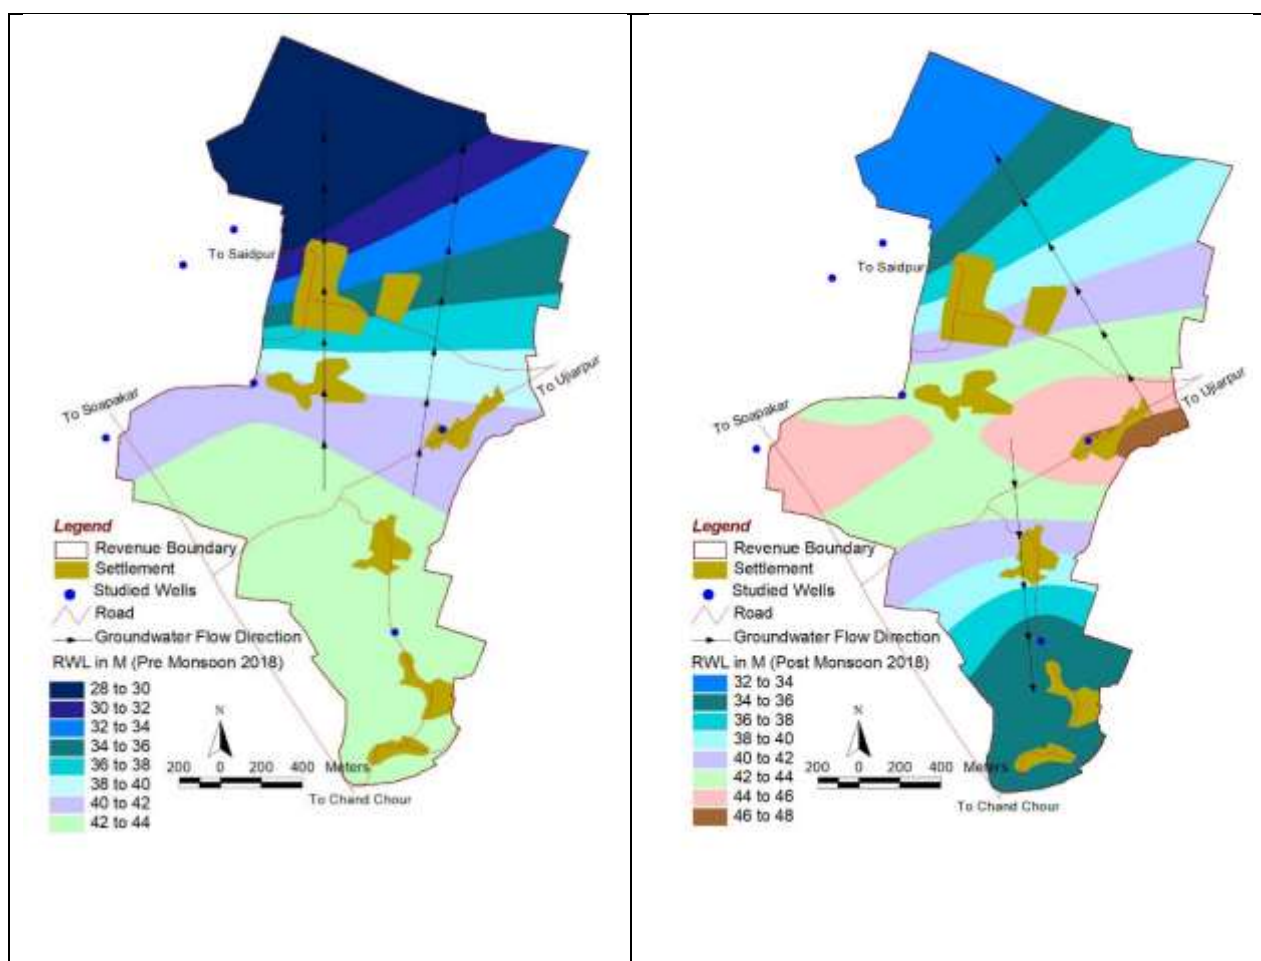 To Saidpur
To Soapakar
To Ujiarpur
Legend
Revenue Boundary
Settlement
Studied Wells
Road
Groundwater Flow Direction
RWL in M (Pre Monsoon 2018)
28 to 30
30 to 32
32 to 34
34 to 36
36 to 38
38 to 40
40 to 42
42 to 44
N
200 0 200 400 Meters
To Chand Chour
To Saidpur
To Soapakar
To Ujiarpur
Legend
Revenue Boundary
Settlement
Studied Wells
Road
Groundwater Flow Direction
RWL in M (Post Monsoon 2018)
32 to 34
34 to 36
36 to 38
38 to 40
40 to 42
42 to 44
44 to 46
46 to 48
N
200 0 200 400 Meters
To Chand Chour